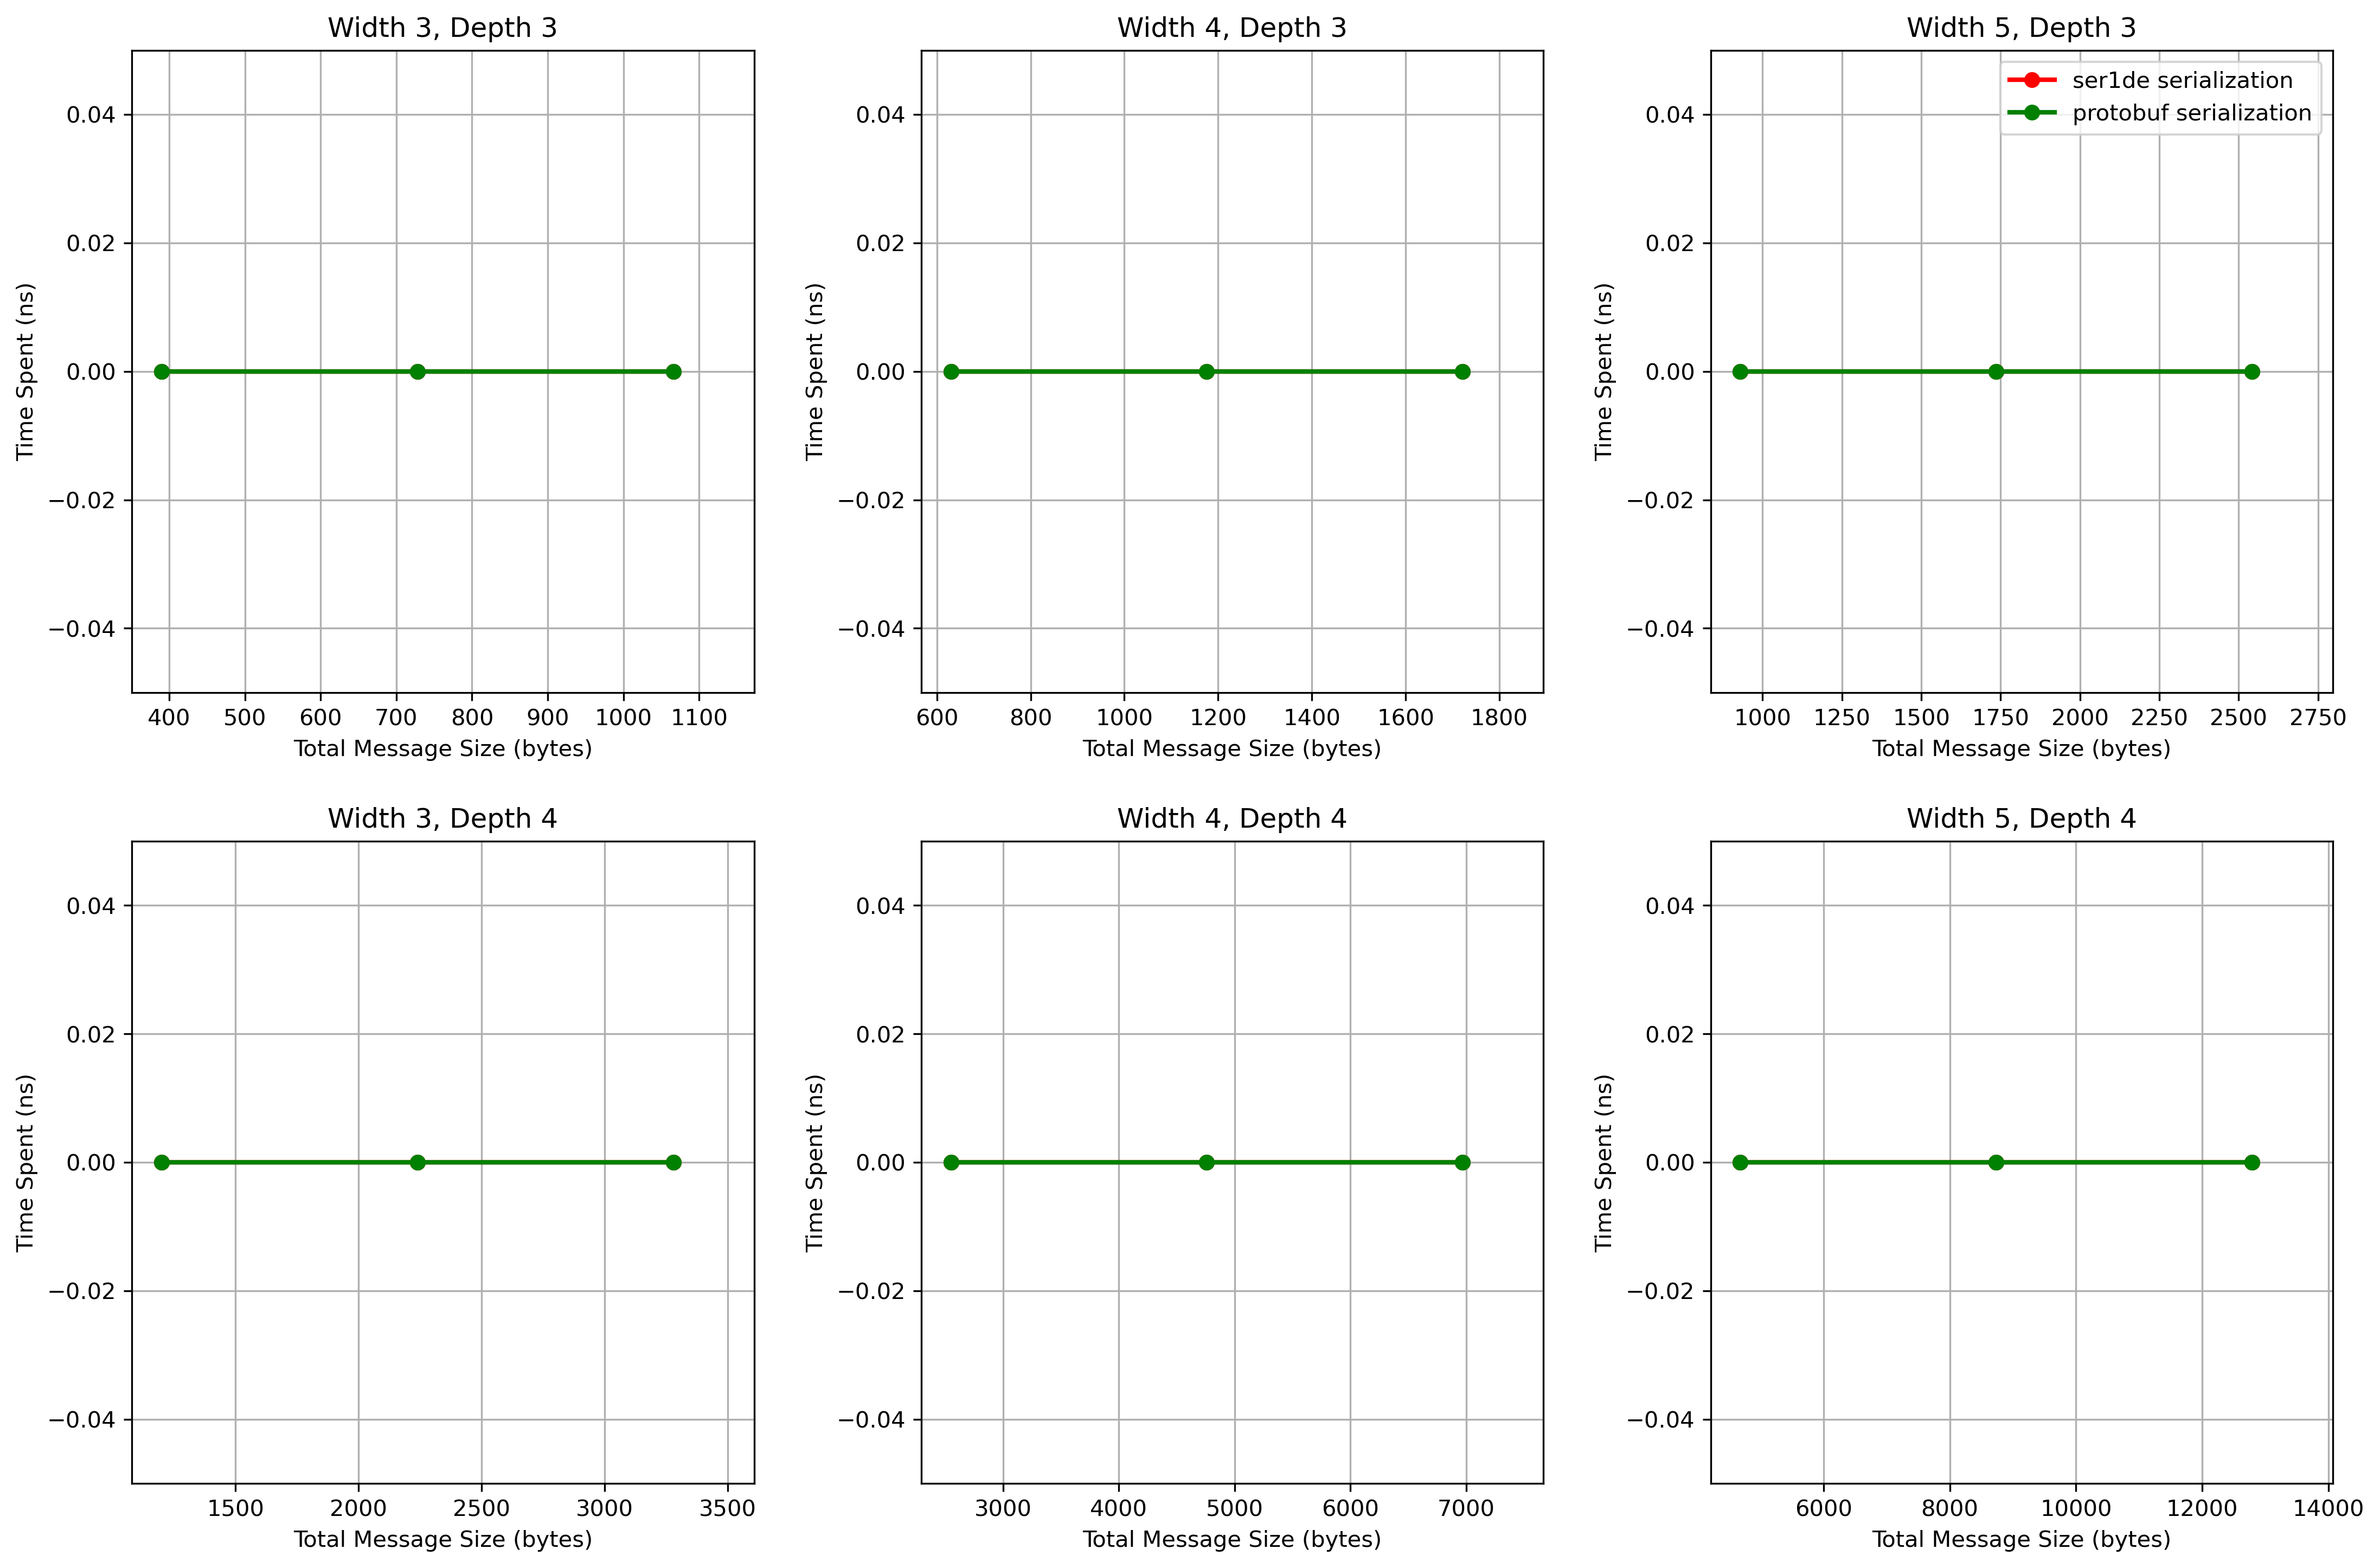 Width 3, Depth 3
Width 4, Depth 3
Width 5, Depth 3
Time Spent (ns)
0.04
0.02
0.00
−0.02
−0.04
400 500 600 700 800 900 1000 1100
Total Message Size (bytes)
Time Spent (ns)
0.04
0.02
0.00
−0.02
−0.04
600 800 1000 1200 1400 1600 1800
Total Message Size (bytes)
ser1de serialization
protobuf serialization
Time Spent (ns)
0.04
0.02
0.00
−0.02
−0.04
1000 1250 1500 1750 2000 2250 2500 2750
Total Message Size (bytes)
Width 3, Depth 4
Width 4, Depth 4
Width 5, Depth 4
Time Spent (ns)
0.04
0.02
0.00
−0.02
−0.04
1500 2000 2500 3000 3500
Total Message Size (bytes)
Time Spent (ns)
0.04
0.02
0.00
−0.02
−0.04
3000 4000 5000 6000 7000
Total Message Size (bytes)
Time Spent (ns)
0.04
0.02
0.00
−0.02
−0.04
6000 8000 10000 12000 14000
Total Message Size (bytes)